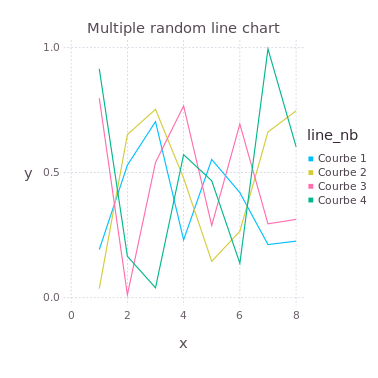 Multiple random line chart
1.0
0.5
0.0
y
0 2 4 6 8
x
line_nb
Courbe 1
Courbe 2
Courbe 3
Courbe 4